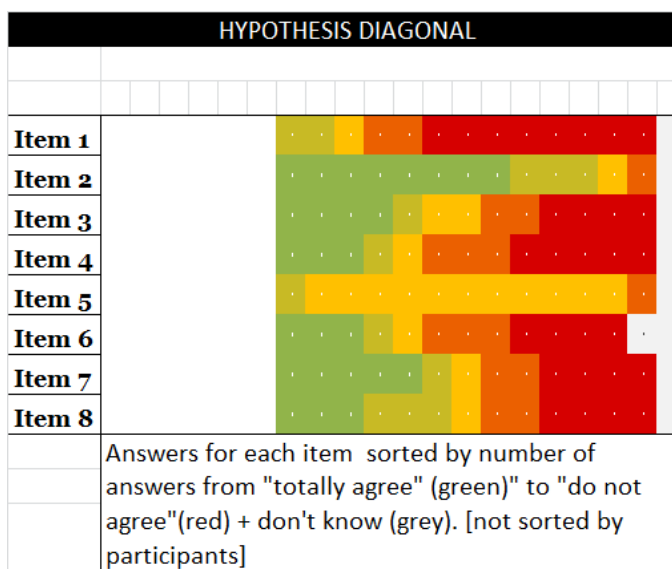 HYPOTHESIS DIAGONAL
Item 1
Item 2
Item 3
Item 4
Item 5
Item 6
Item 7
Item 8
Answers for each item  sorted by number of
answers from "totally agree" (green)" to "do not
agree"(red) + don't know (grey). [not sorted by
participants]